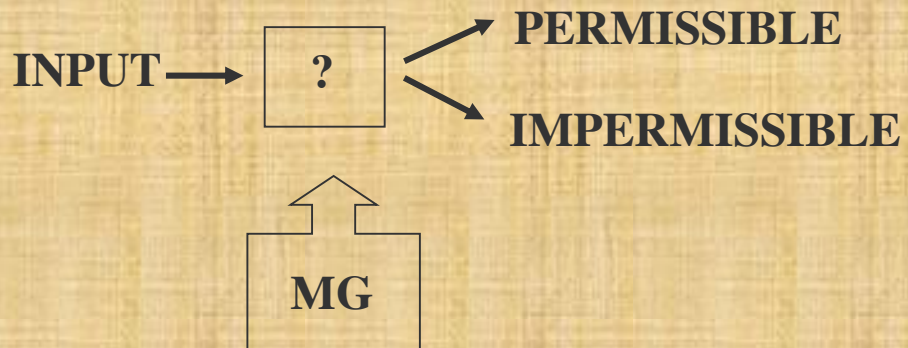 PERMISSIBLE
INPUT
?
IMPERMISSIBLE
MG